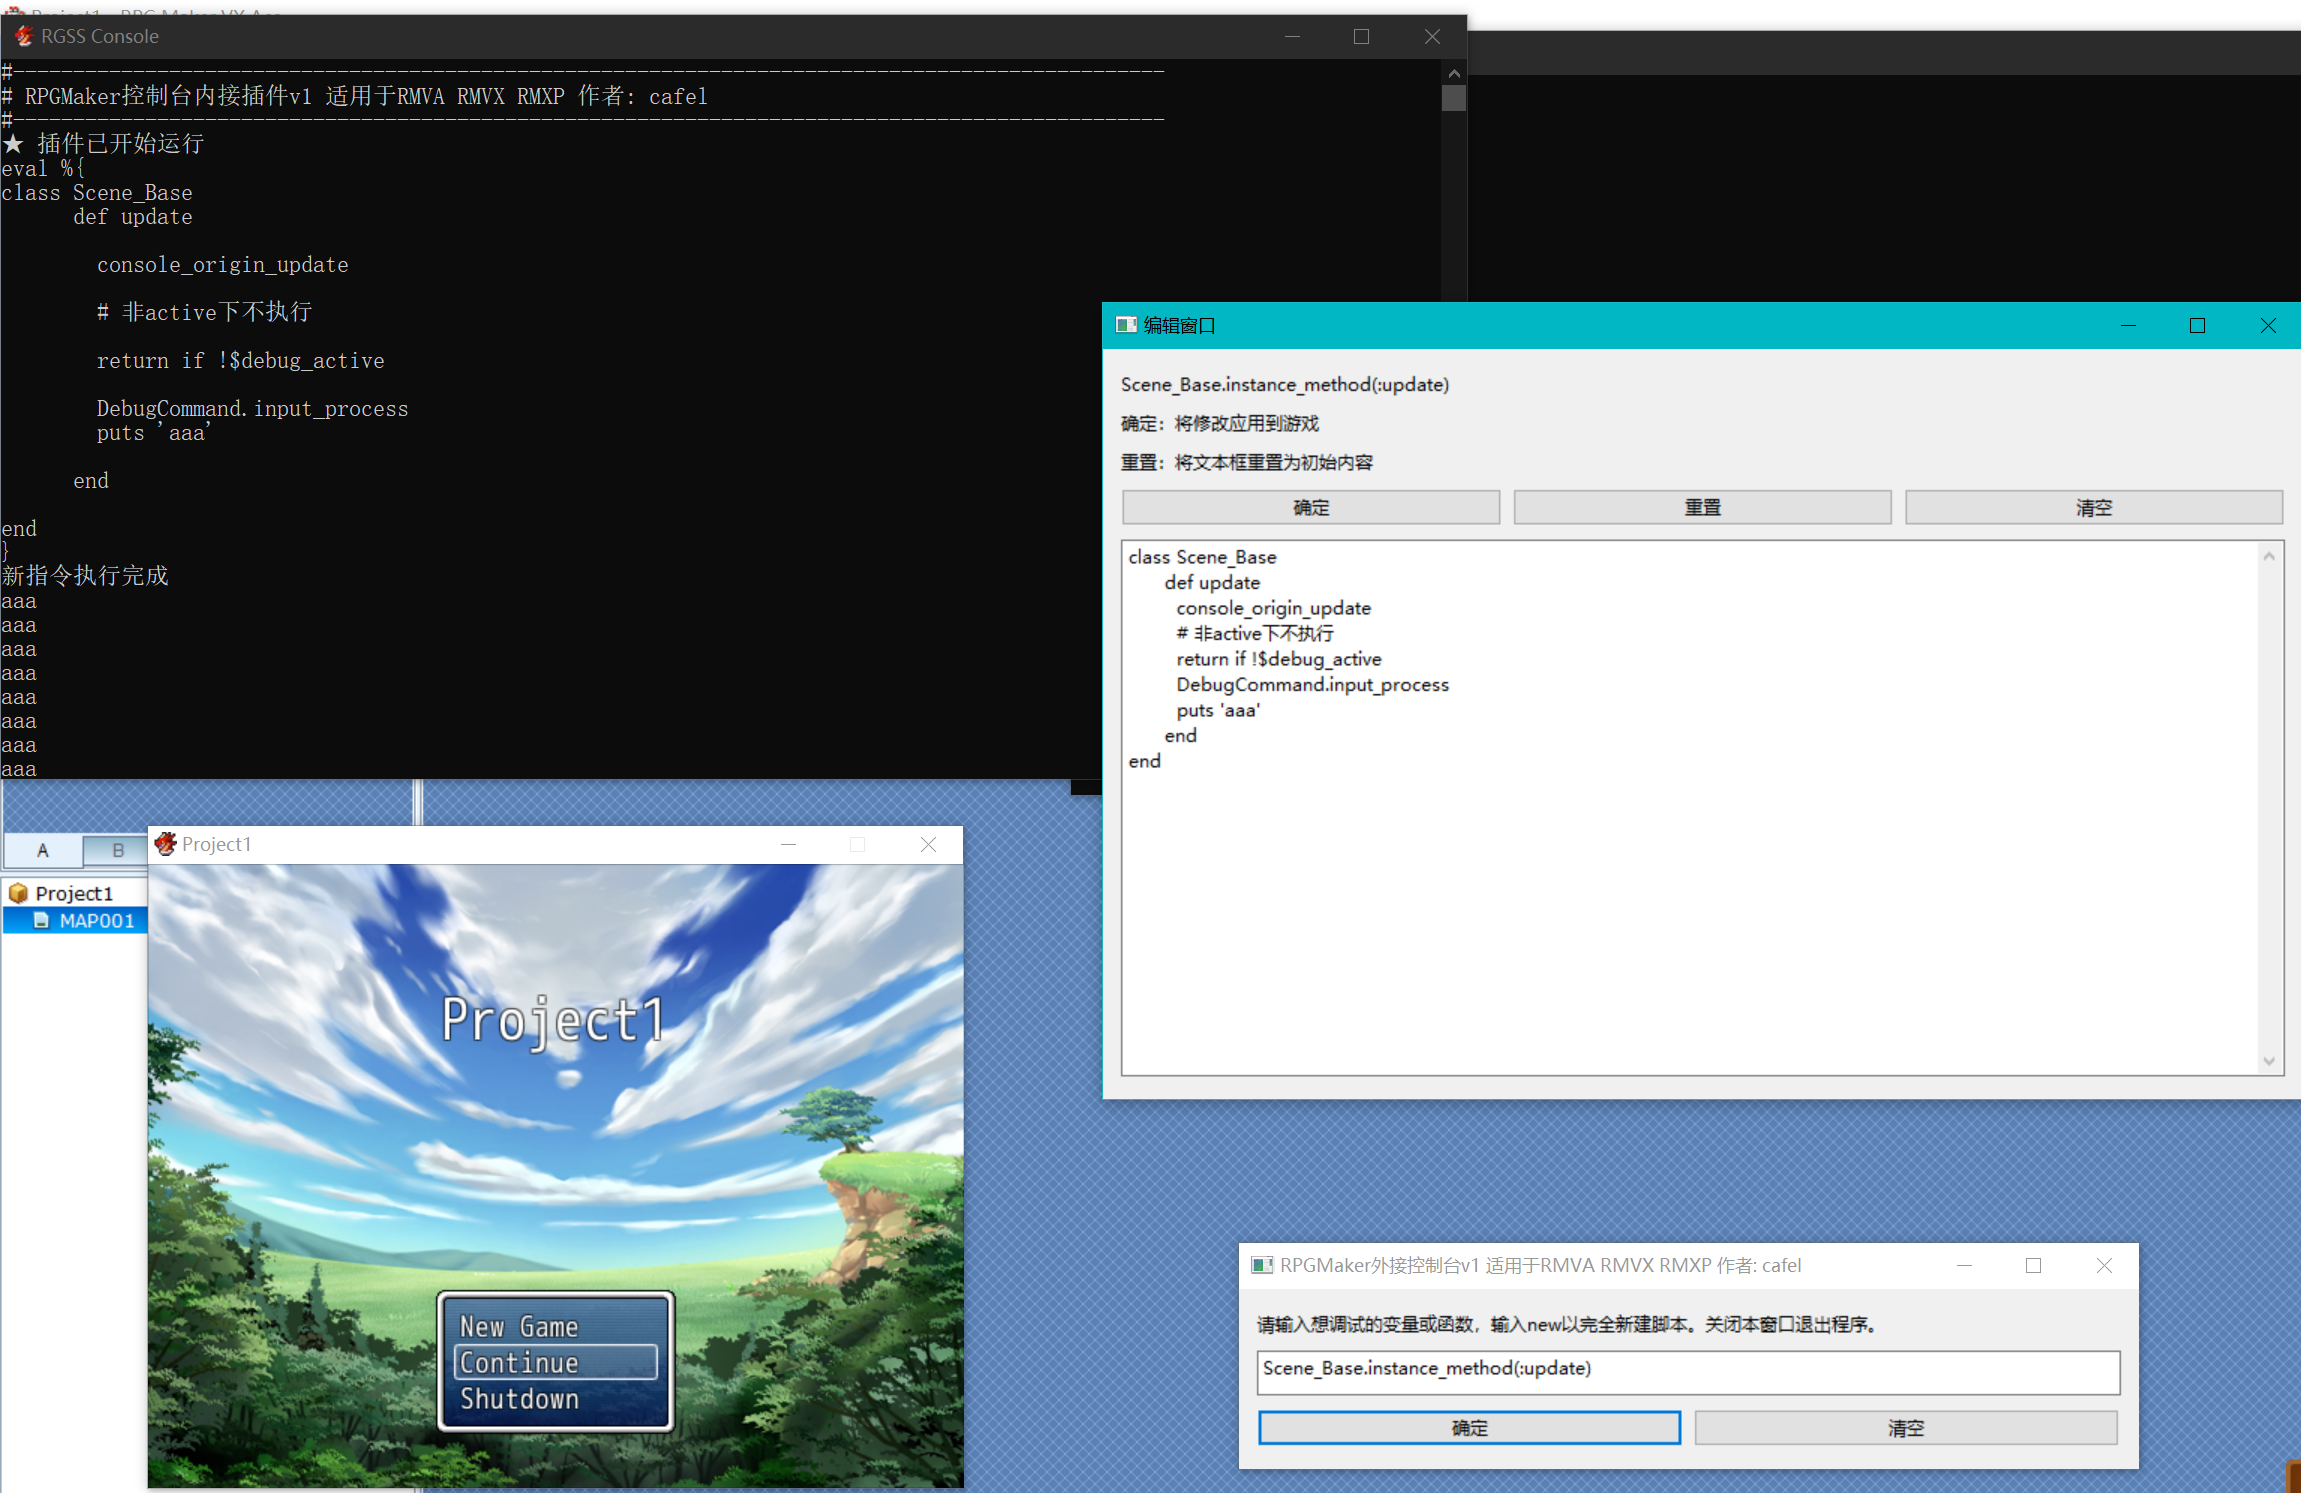 Project1 - RPG Maker VX Ace
RGSS Console
#------------------------------------------------------------------------------------------------
# RPGMaker控制台内接插件v1 适用于RMVA RMVX RMXP 作者: cafel
#------------------------------------------------------------------------------------------------
★ 插件已开始运行
eval %{
class Scene_Base
def update
console_origin_update
# 非active下不执行
return if !$debug_active
DebugCommand.input_process
puts 'aaa'
end
end
}
新指令执行完成
aaa
aaa
aaa
aaa
aaa
aaa
aaa
aaa
编辑窗口
Scene_Base.instance_method(:update)
确定：将修改应用到游戏
重置：将文本框重置为初始内容
确定 重置 清空
class Scene_Base
def update
console_origin_update
# 非active下不执行
return if !$debug_active
DebugCommand.input_process
puts 'aaa'
end
end
A B
Project1
MAP001
Project1
Project1
New Game
Continue
Shutdown
RPGMaker外接控制台v1 适用于RMVA RMVX RMXP 作者: cafel
请输入想调试的变量或函数，输入new以完全新建脚本。关闭本窗口退出程序。
Scene_Base.instance_method(:update)
确定 清空